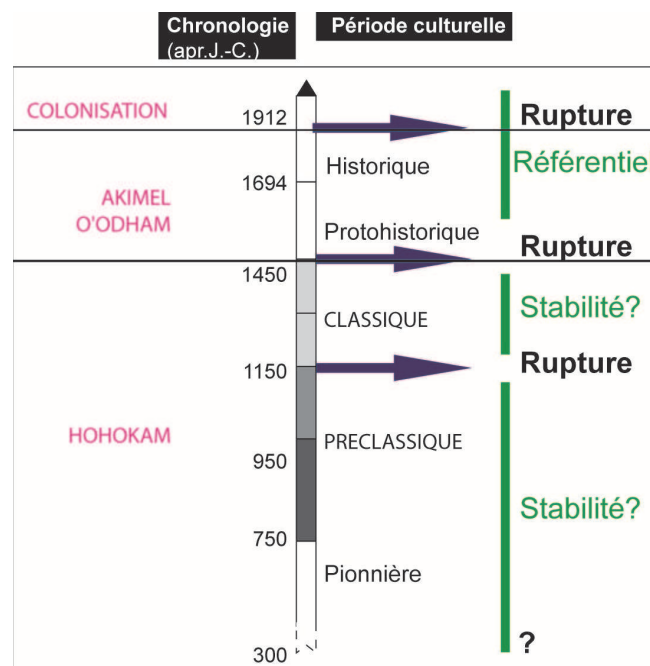 Chronologie
(apr.J.-C.)
Période culturelle
COLONISATION
1912
Rupture
Historique
Référentiel
1694
AKIMEL
O'ODHAM
Protohistorique
Rupture
1450
Stabilité?
CLASSIQUE
1150
Rupture
HOHOKAM
PRECLASSIQUE
950
Stabilité?
750
Pionnière
300
?